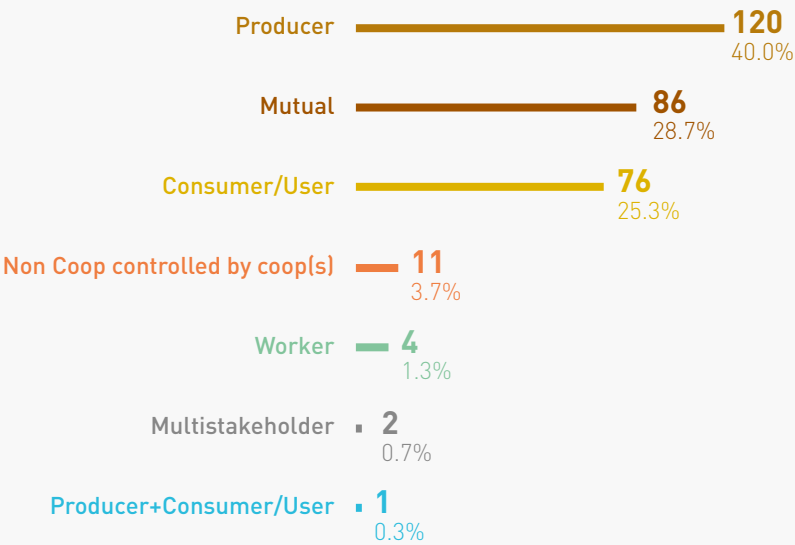 Producer 120
40.0%
Mutual 86
28.7%
Consumer/User 76
25.3%
Non Coop controlled by coop(s) 11
3.7%
Worker 4
1.3%
Multistakeholder 2
0.7%
Producer+Consumer/User 1
0.3%